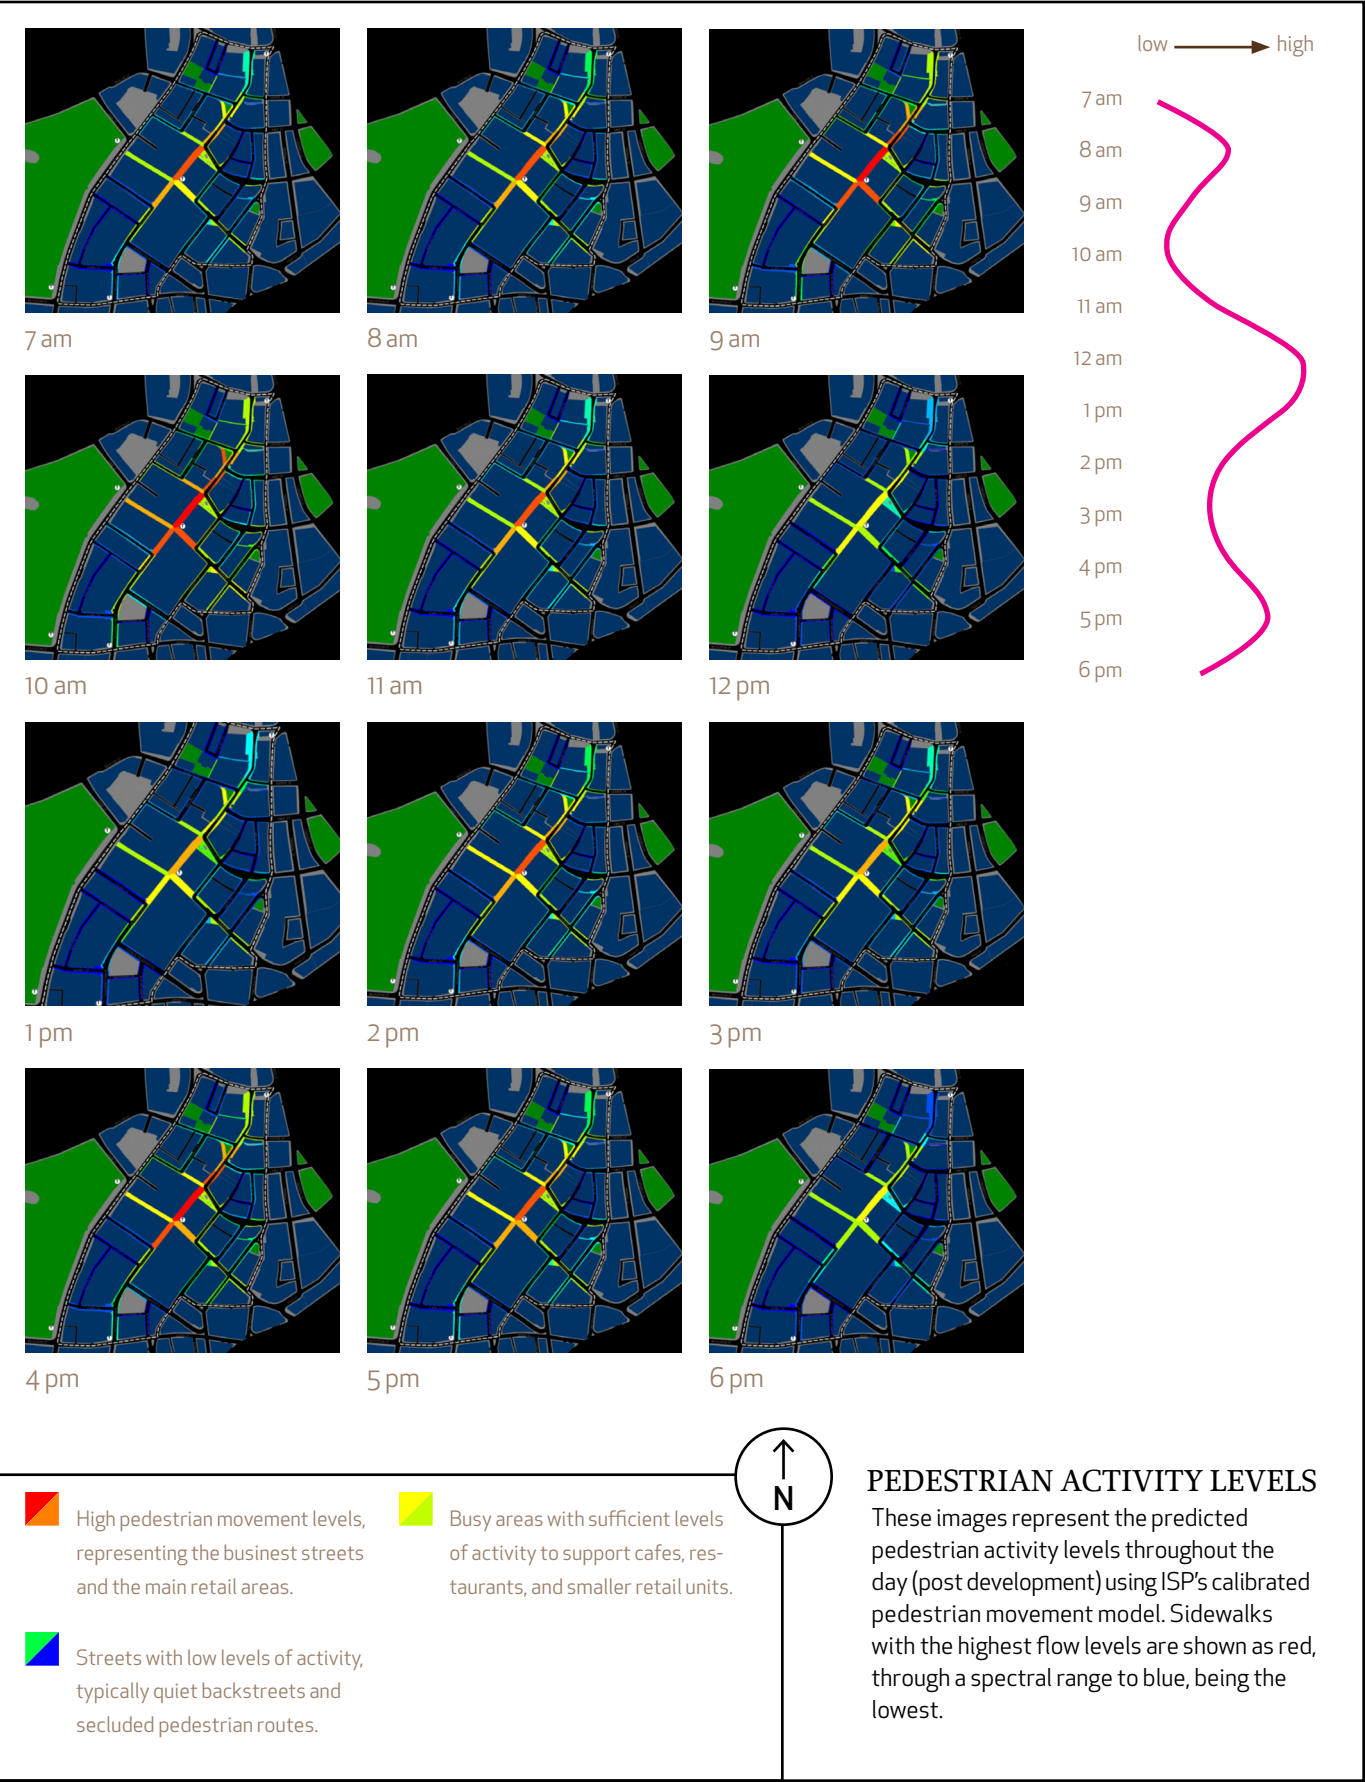 low high
7 am
8 am
9 am
10 am
11 am
12 am
1 pm
2 pm
3 pm
4 pm
5 pm
6 pm
7 am
8 am
9 am
10 am
11 am
12 pm
1 pm
2 pm
3 pm
4 pm
5 pm
6 pm
N
High pedestrian movement levels,
representing the businest streets
and the main retail areas.
Busy areas with sufficient levels
of activity to support cafes, res-
taurants, and smaller retail units.
Streets with low levels of activity,
typically quiet backstreets and
secluded pedestrian routes.
PEDESTRIAN ACTIVITY LEVELS
These images represent the predicted
pedestrian activity levels throughout the
day (post development) using ISP's calibrated
pedestrian movement model. Sidewalks
with the highest flow levels are shown as red,
through a spectral range to blue, being the
lowest.